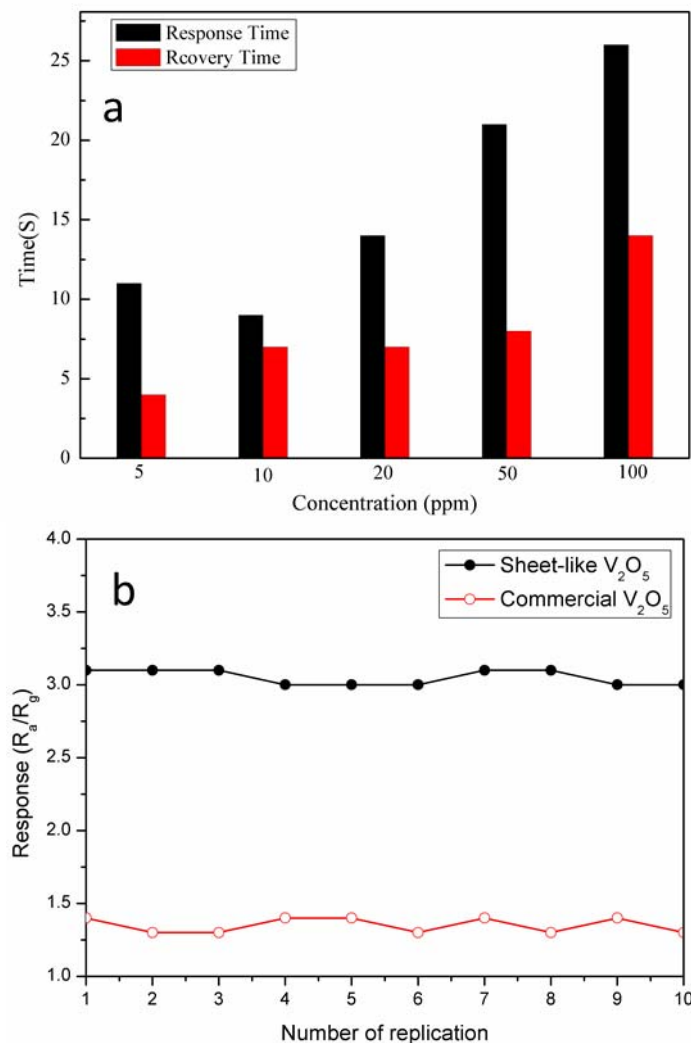 Response Time
Rcovery Time
a
25
20
15
10
5
0
Time(S)
5 10 20 50 100
Concentration (ppm)
4.0
3.5
3.0
2.5
2.0
1.5
1.0
b
Sheet-like V₂O₅
Commercial V₂O₅
Response (Rₐ/R_g)
1 2 3 4 5 6 7 8 9 10
Number of replication